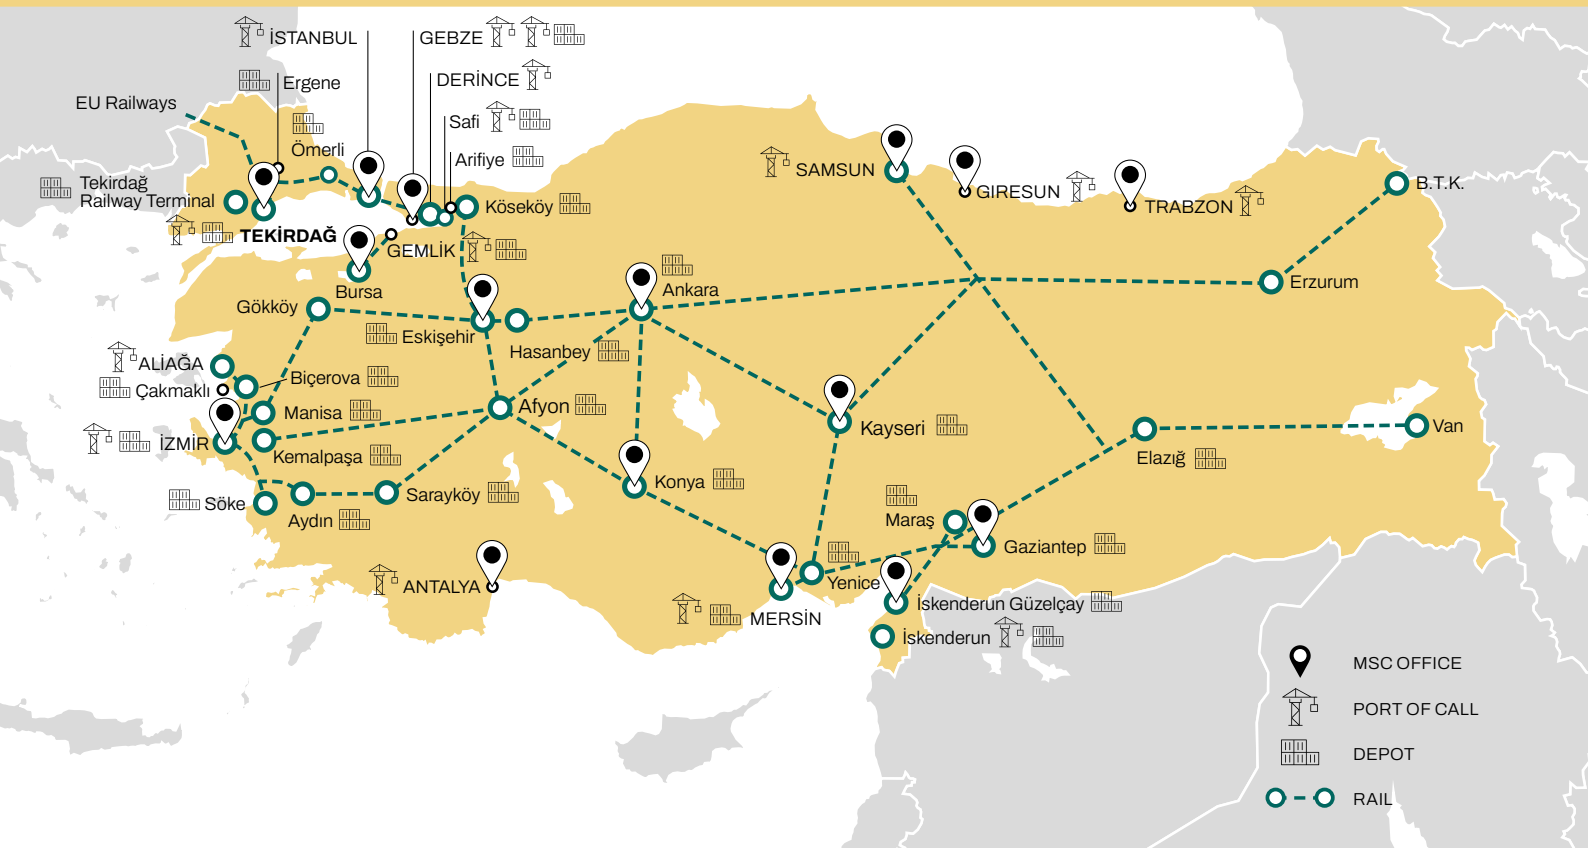 İSTANBUL
GEBZE
Ergene
DERİNCE
EU Railways
Safi
Ömerli
Arifiye
Tekirdağ
Railway Terminal
Köseköy
TEKİRDAĞ
GEMLİK
Bursa
SAMSUN
GIRESUN
TRABZON
B.T.K.
Ankara
Erzurum
Gökköy
Eskişehir
Hasanbey
ALİAĞA
Biçerova
Çakmaklı
Manisa
Afyon
Kayseri
Van
İZMİR
Kemalpaşa
Elazığ
Konya
Söke
Sarayköy
Aydın
Maraş
Gaziantep
ANTALYA
Yenice
MERSİN
İskenderun Güzelçay
İskenderun
MSC OFFICE
PORT OF CALL
DEPOT
RAIL